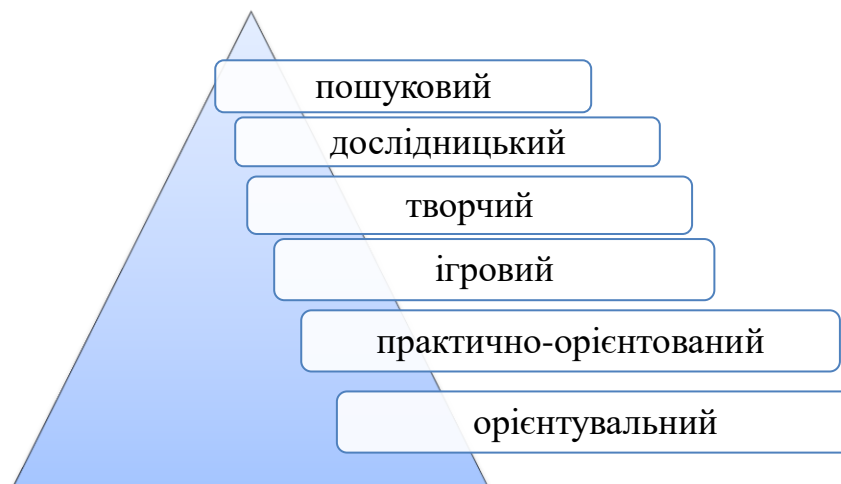 пошуковий
дослідницький
творчий
ігровий
практично-орієнтований
орієнтувальний